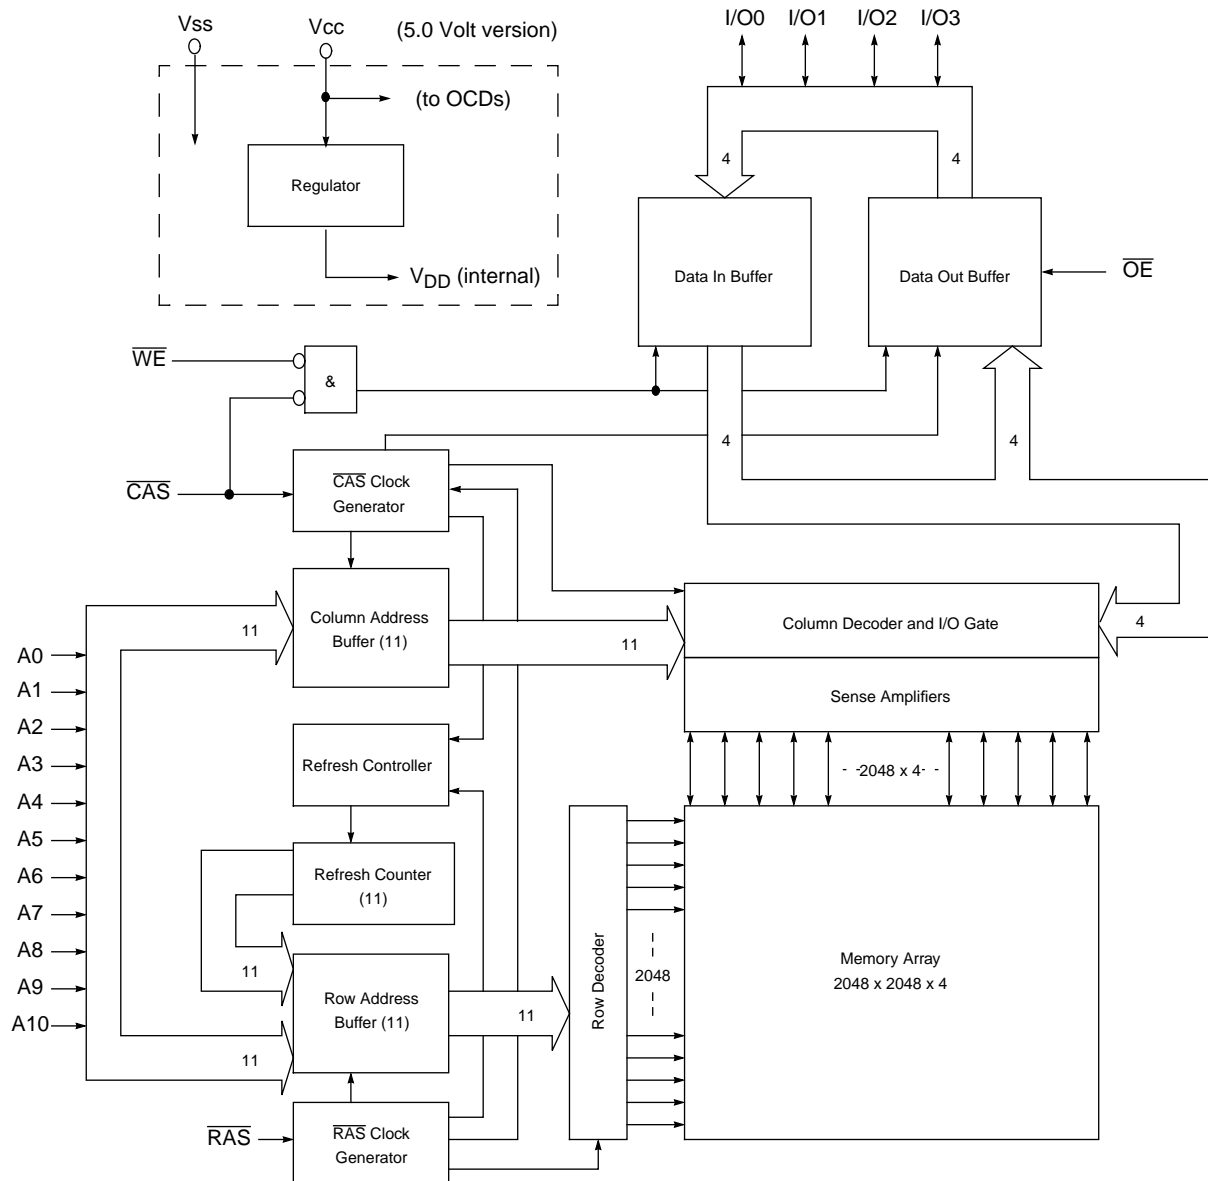 Vss
Vcc
(5.0 Volt version)
I/O0
I/O1
I/O2
I/O3
(to OCDs)
Regulator
VDD (internal)
4
4
Data In Buffer
Data Out Buffer
OE
WE
&
4
4
CAS
CAS Clock
Generator
Column Address
Buffer (11)
11
11
Column Decoder and I/O Gate
4
Sense Amplifiers
A0
A1
A2
A3
A4
A5
A6
A7
A8
A9
A10
Refresh Controller
2048 x 4
Refresh Counter
(11)
11
Row Address
Buffer (11)
11
11
Row Decoder
2048
Memory Array
2048 x 2048 x 4
RAS
RAS Clock
Generator